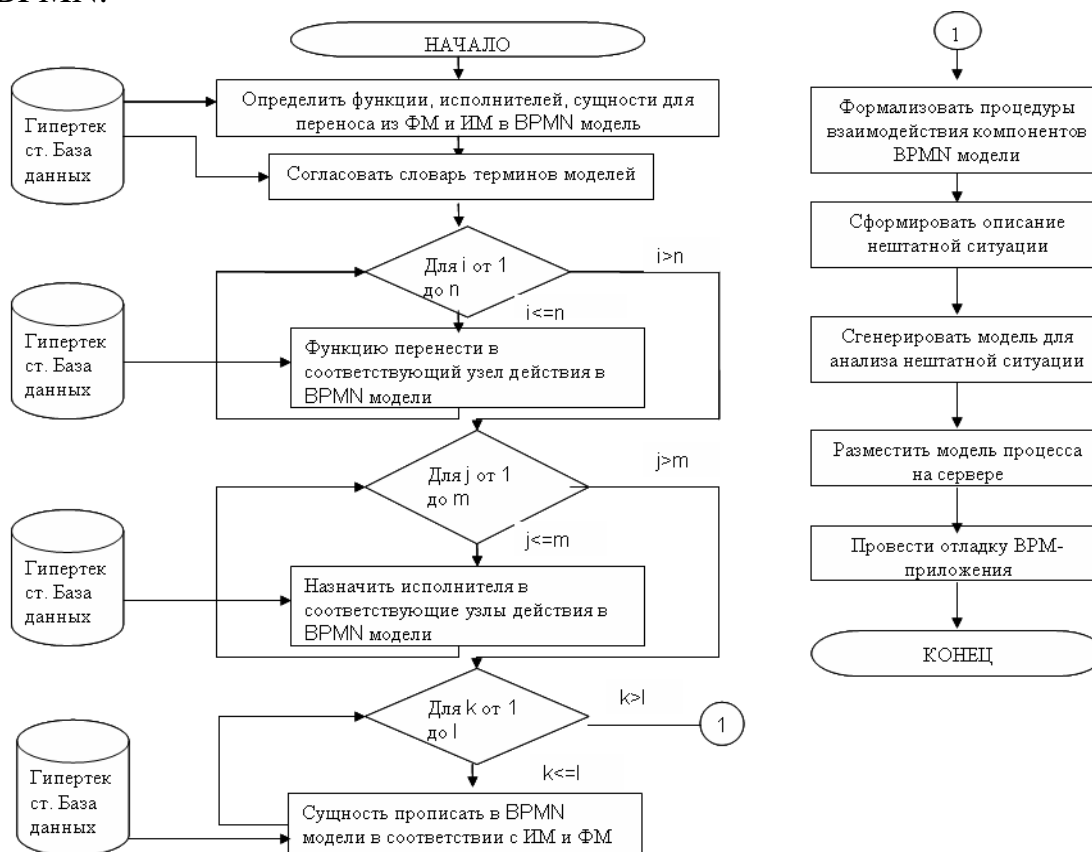 BPMN.
НАЧАЛО
Гипертек
ст. База
данных
Определить функции, исполнителей, сущности для
переноса из ФМ и ИМ в BPMN модель
Согласовать словарь терминов моделей
Для i от 1
до n
i>n
i<=n
Гипертек
ст. База
данных
Функцию перенести в
соответствующий узел действия в
BPMN модели
Для j от 1
до m
j>m
j<=m
Гипертек
ст. База
данных
Назначить исполнителя в
соответствующие узлы действия в
BPMN модели
Для k от 1
до l
k>l
1
k<=l
Гипертек
ст. База
данных
Сущность прописать в BPMN
модели в соответствии с ИМ и ФМ
1
Формализовать процедуры
взаимодействия компонентов
BPMN модели
Сформировать описание
нештатной ситуации
Сгенерировать модель для
анализа нештатной ситуации
Разместить модель процесса
на сервере
Провести отладку BPM-
приложения
КОНЕЦ